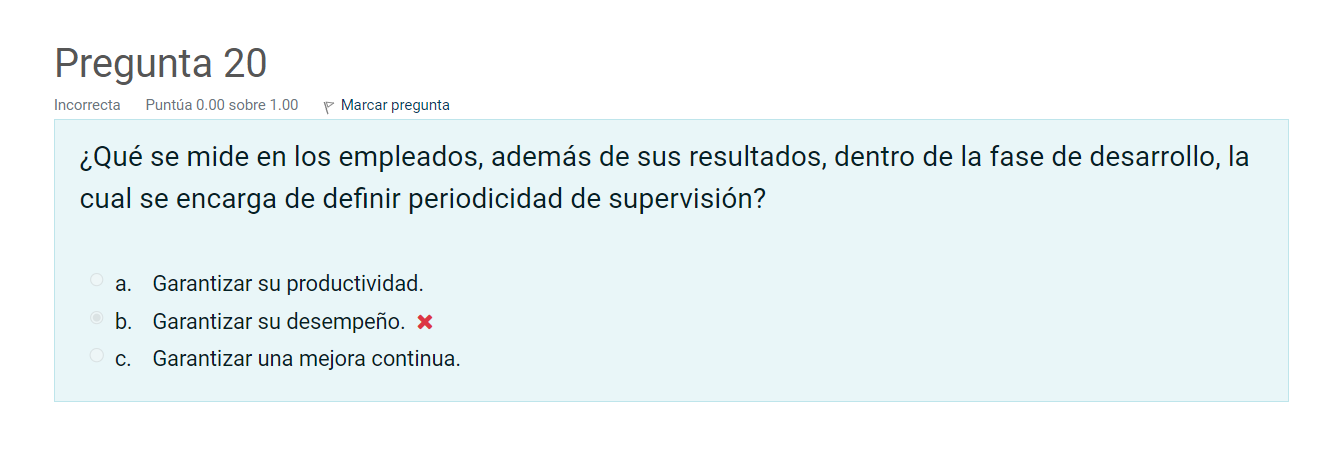 Pregunta 20
Incorrecta Puntúa 0.00 sobre 1.00 Marcar pregunta
¿Qué se mide en los empleados, además de sus resultados, dentro de la fase de desarrollo, la
cual se encarga de definir periodicidad de supervisión?
a. Garantizar su productividad.
b. Garantizar su desempeño.
c. Garantizar una mejora continua.